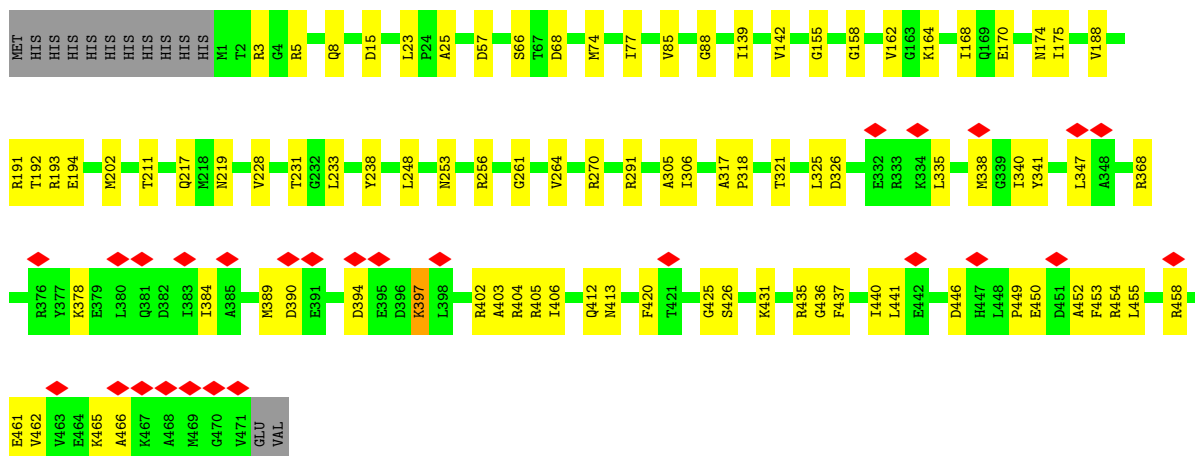 MET HIS HIS HIS HIS HIS HIS HIS HIS HIS M1 T2 R3 G4 R5 Q8 D15 L23 P24 A25 D57 S66 T67 D68 M74 I77 V85 G88 I139 V142 G155 G158 V162 G163 K164 I168 Q169 E170 N174 I175 V188
R191 T192 R193 E194 M202 T211 Q217 M218 N219 V228 T231 G232 L233 Y238 L248 N253 R256 G261 V264 R270 R291 A305 I306 A317 P318 T321 L325 D326 E332 R333 K334 L335 M338 G339 I340 Y341 L347 A348 R368
R376 Y377 K378 E379 L380 Q381 D382 I383 I384 A385 M389 D390 E391 D394 E395 D396 K397 L398 R402 A403 R404 R405 I406 Q412 N413 F420 T421 G425 S426 K431 R435 G436 F437 I440 L441 E442 D446 H447 L448 P449 E450 D451 A452 F453 R454 L455 R458
E461 V462 V463 E464 K465 A466 K467 A468 M469 G470 V471 GLU VAL